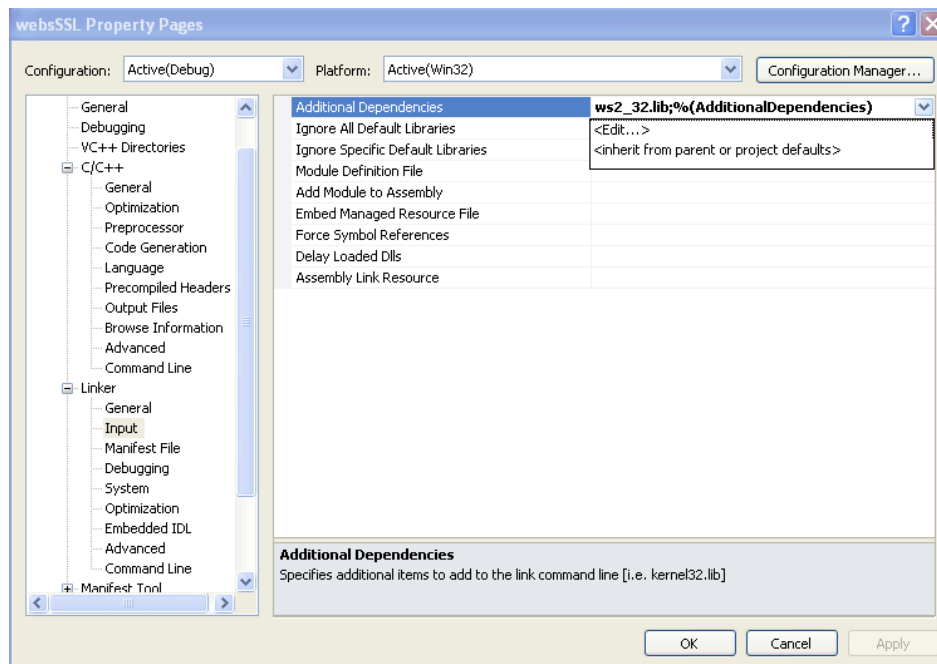 websSSL Property Pages
Configuration: Active(Debug) Platform: Active(Win32) Configuration Manager...
General
Debugging
VC++ Directories
C/C++
General
Optimization
Preprocessor
Code Generation
Language
Precompiled Headers
Output Files
Browse Information
Advanced
Command Line
Linker
General
Input
Manifest File
Debugging
System
Optimization
Embedded IDL
Advanced
Command Line
Manifest Tool
Additional Dependencies ws2_32.lib;%(AdditionalDependencies)
Ignore All Default Libraries <Edit...>
Ignore Specific Default Libraries <inherit from parent or project defaults>
Module Definition File
Add Module to Assembly
Embed Managed Resource File
Force Symbol References
Delay Loaded Dlls
Assembly Link Resource
Additional Dependencies
Specifies additional items to add to the link command line [i.e. kernel32.lib]
OK Cancel Apply